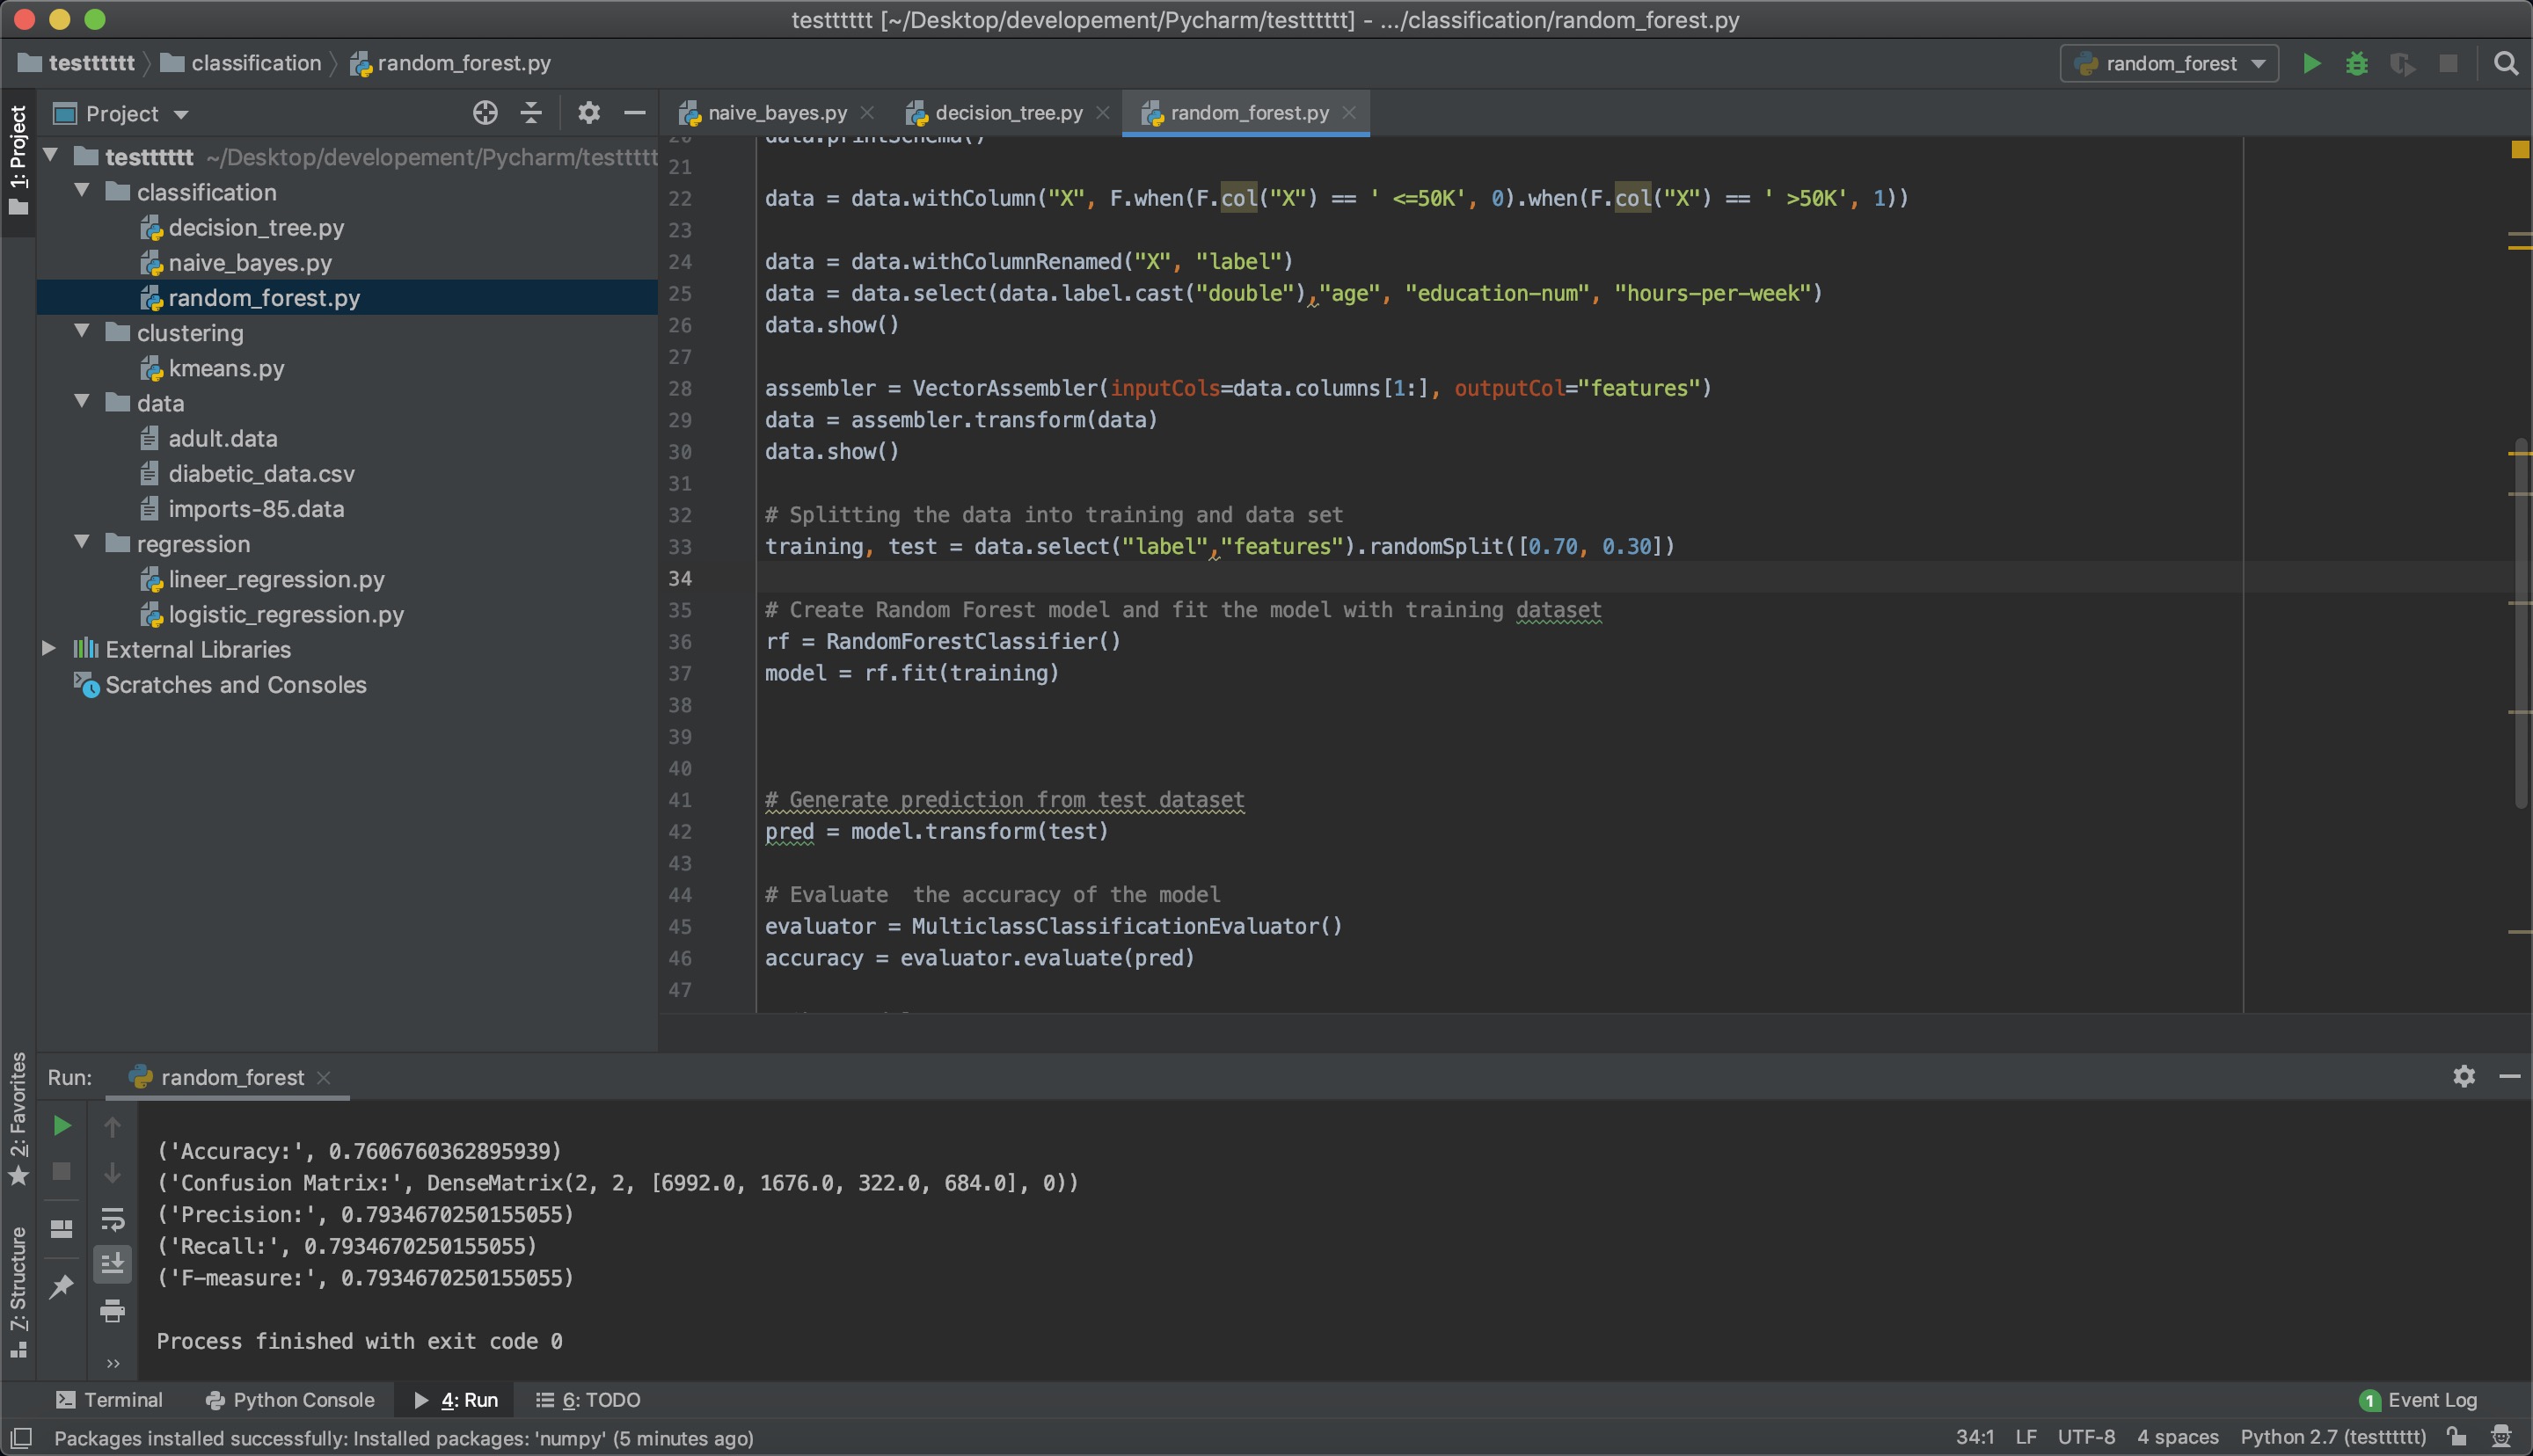 testttttt [~/Desktop/developement/Pycharm/testttttt] - .../classification/random_forest.py
testttttt classification random_forest.py random_forest
1: Project
Project
naive_bayes.py decision_tree.py random_forest.py
testttttt ~/Desktop/developement/Pycharm/testtttt
classification
decision_tree.py
naive_bayes.py
random_forest.py
clustering
kmeans.py
data
adult.data
diabetic_data.csv
imports-85.data
regression
lineer_regression.py
logistic_regression.py
External Libraries
Scratches and Consoles
20 data.printSchema()
21
22 data = data.withColumn("X", F.when(F.col("X") == ' <=50K', 0).when(F.col("X") == ' >50K', 1))
23
24 data = data.withColumnRenamed("X", "label")
25 data = data.select(data.label.cast("double"),"age", "education-num", "hours-per-week")
26 data.show()
27
28 assembler = VectorAssembler(inputCols=data.columns[1:], outputCol="features")
29 data = assembler.transform(data)
30 data.show()
31
32 # Splitting the data into training and data set
33 training, test = data.select("label","features").randomSplit([0.70, 0.30])
34
35 # Create Random Forest model and fit the model with training dataset
36 rf = RandomForestClassifier()
37 model = rf.fit(training)
38
39
40
41 # Generate prediction from test dataset
42 pred = model.transform(test)
43
44 # Evaluate  the accuracy of the model
45 evaluator = MulticlassClassificationEvaluator()
46 accuracy = evaluator.evaluate(pred)
47
2: Favorites
7: Structure
Run: random_forest
('Accuracy:', 0.7606760362895939)
('Confusion Matrix:', DenseMatrix(2, 2, [6992.0, 1676.0, 322.0, 684.0], 0))
('Precision:', 0.7934670250155055)
('Recall:', 0.7934670250155055)
('F-measure:', 0.7934670250155055)
Process finished with exit code 0
Terminal Python Console 4: Run 6: TODO 1 Event Log
Packages installed successfully: Installed packages: 'numpy' (5 minutes ago) 34:1 LF UTF-8 4 spaces Python 2.7 (testttttt)